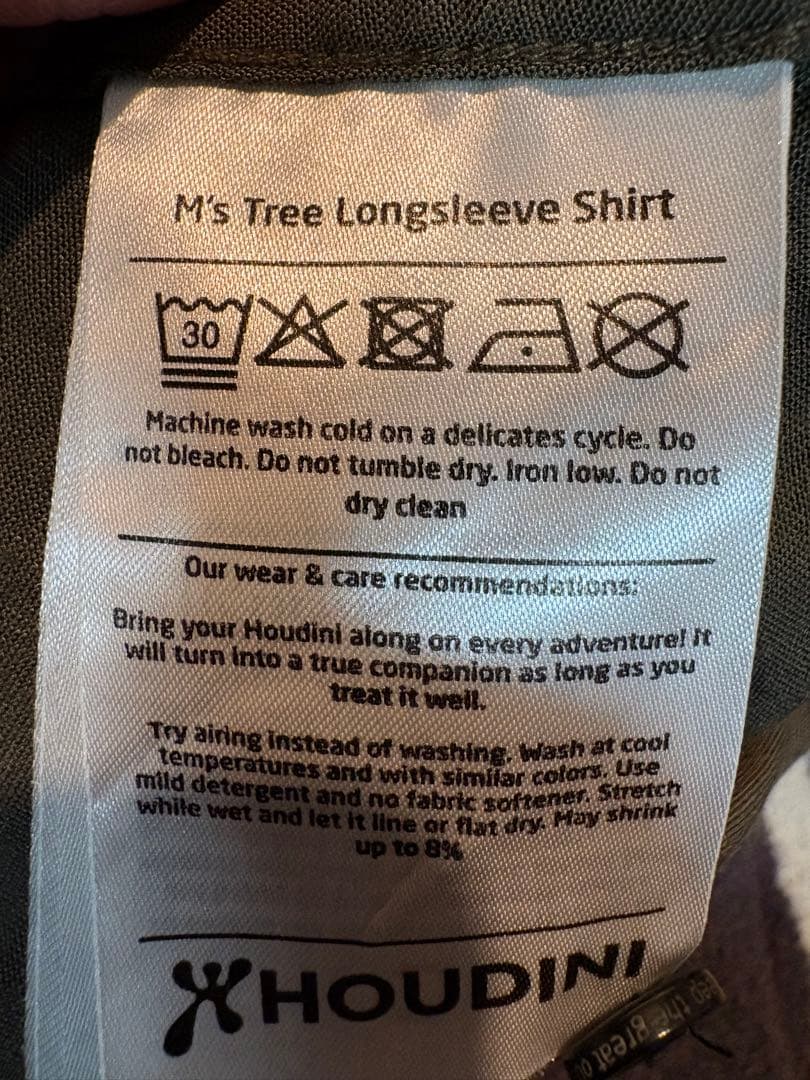 M's Tree Longsleeve Shirt
30
Machine wash cold on a delicates cycle. Do
not bleach. Do not tumble dry. Iron low. Do not
dry clean
Our wear & care recommendations:
Bring your Houdini along on every adventure! It
will turn into a true companion as long as you
treat it well.
Try airing instead of washing. Wash at cool
temperatures and with similar colors. Use
mild detergent and no fabric softener. Stretch
while wet and let it line or flat dry. May shrink
up to 8%
HOUDINI
the great